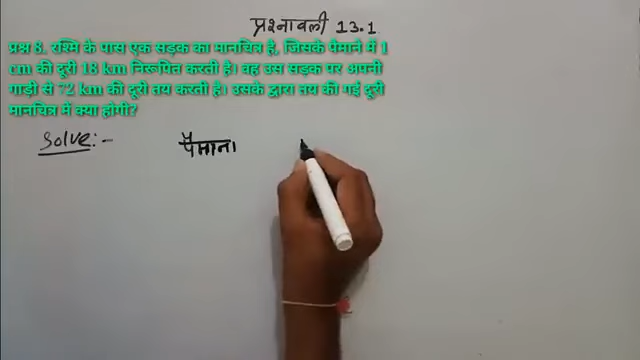 प्रश्नावली 13.1
प्रश्न 8. रश्मि के पास एक सड़क का मानचित्र है, जिसके पैमाने में 1
cm की दूरी 18 km निरूपित करती है। वह उस सड़क पर अपनी
गाड़ी से 72 km की दूरी तय करती है। उसके द्वारा तय की गई दूरी
मानचित्र में क्या होगी?
Solve:- पैमाना